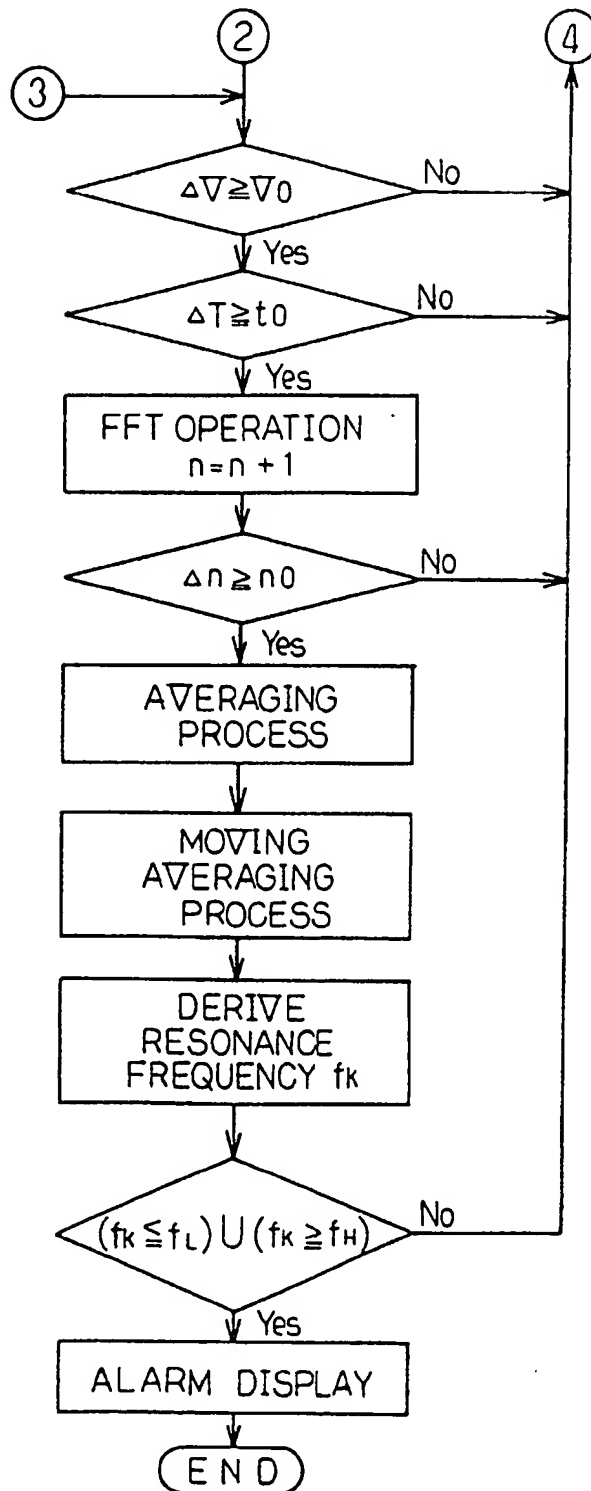 2
4
3
ΔV≧V0
No
Yes
ΔT≧t0
No
Yes
FFT OPERATION
n=n+1
Δn≧n0
No
Yes
AVERAGING
PROCESS
MOVING
AVERAGING
PROCESS
DERIVE
RESONANCE
FREQUENCY fK
(fK≦fL)∪(fK≧fH)
No
Yes
ALARM DISPLAY
END